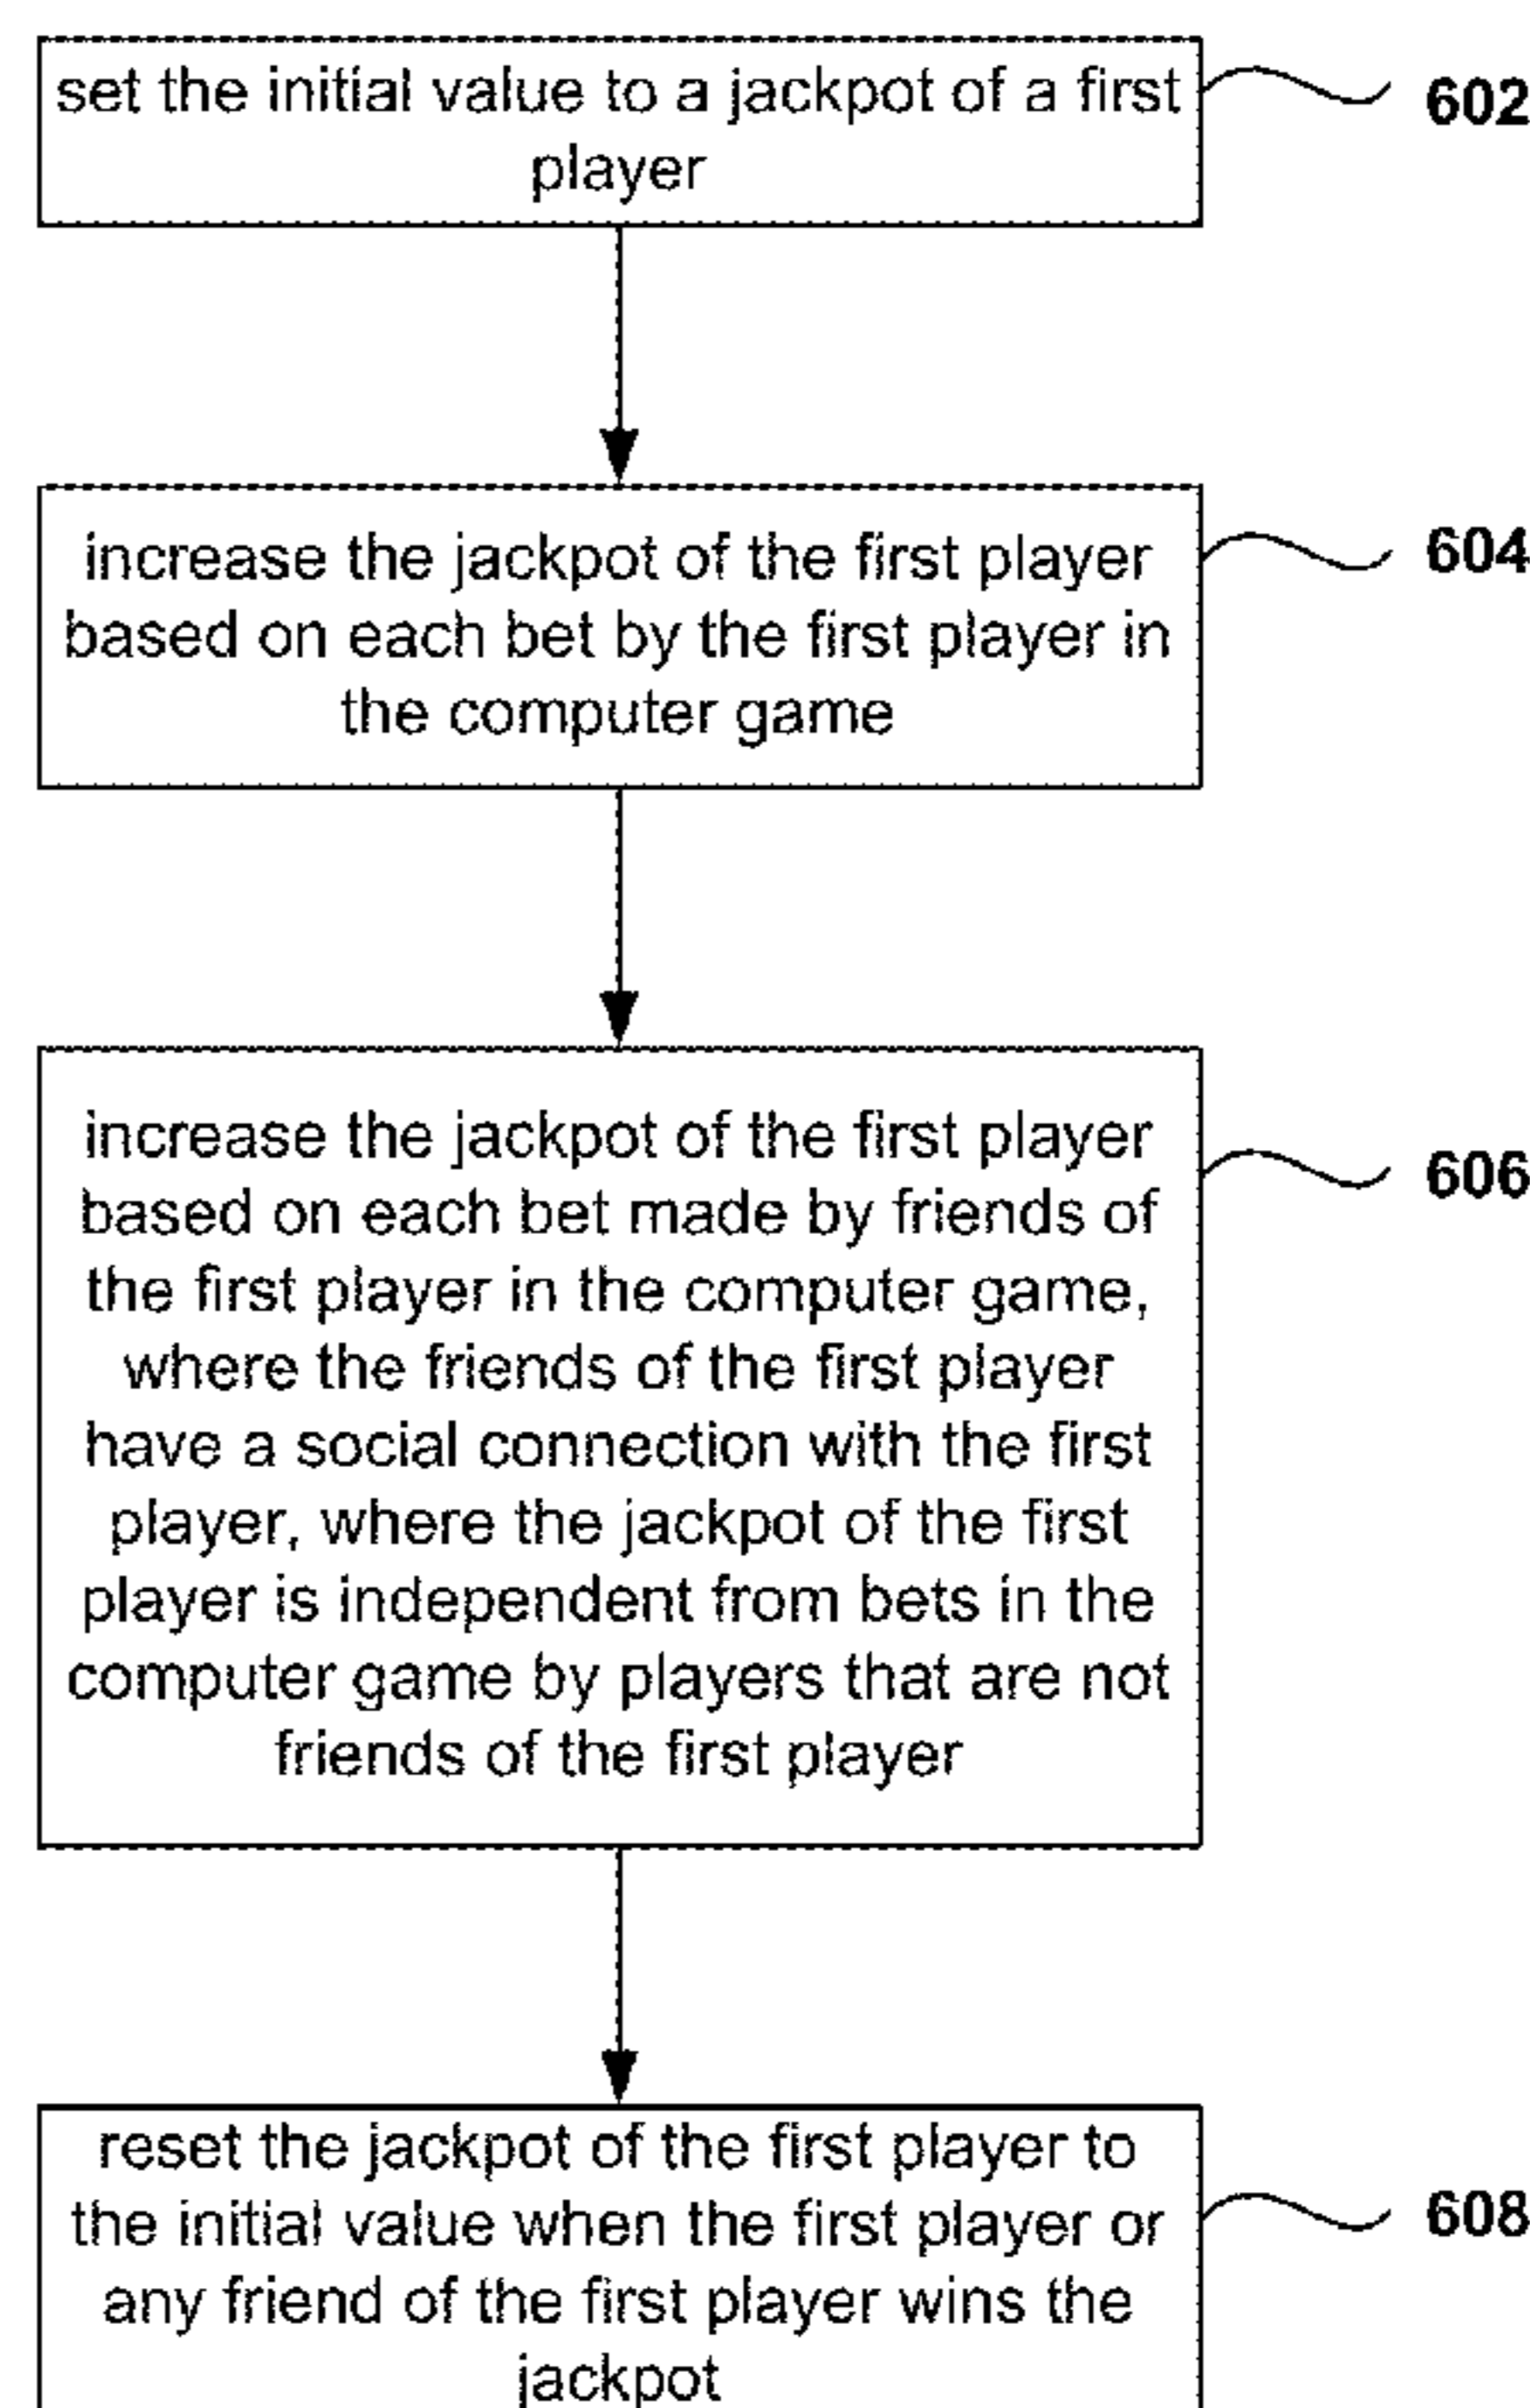 set the initial value to a jackpot of a first
player
602
increase the jackpot of the first player
based on each bet by the first player in
the computer game
604
increase the jackpot of the first player
based on each bet made by friends of
the first player in the computer game,
where the friends of the first player
have a social connection with the first
player, where the jackpot of the first
player is independent from bets in the
computer game by players that are not
friends of the first player
606
reset the jackpot of the first player to
the initial value when the first player or
any friend of the first player wins the
jackpot
608